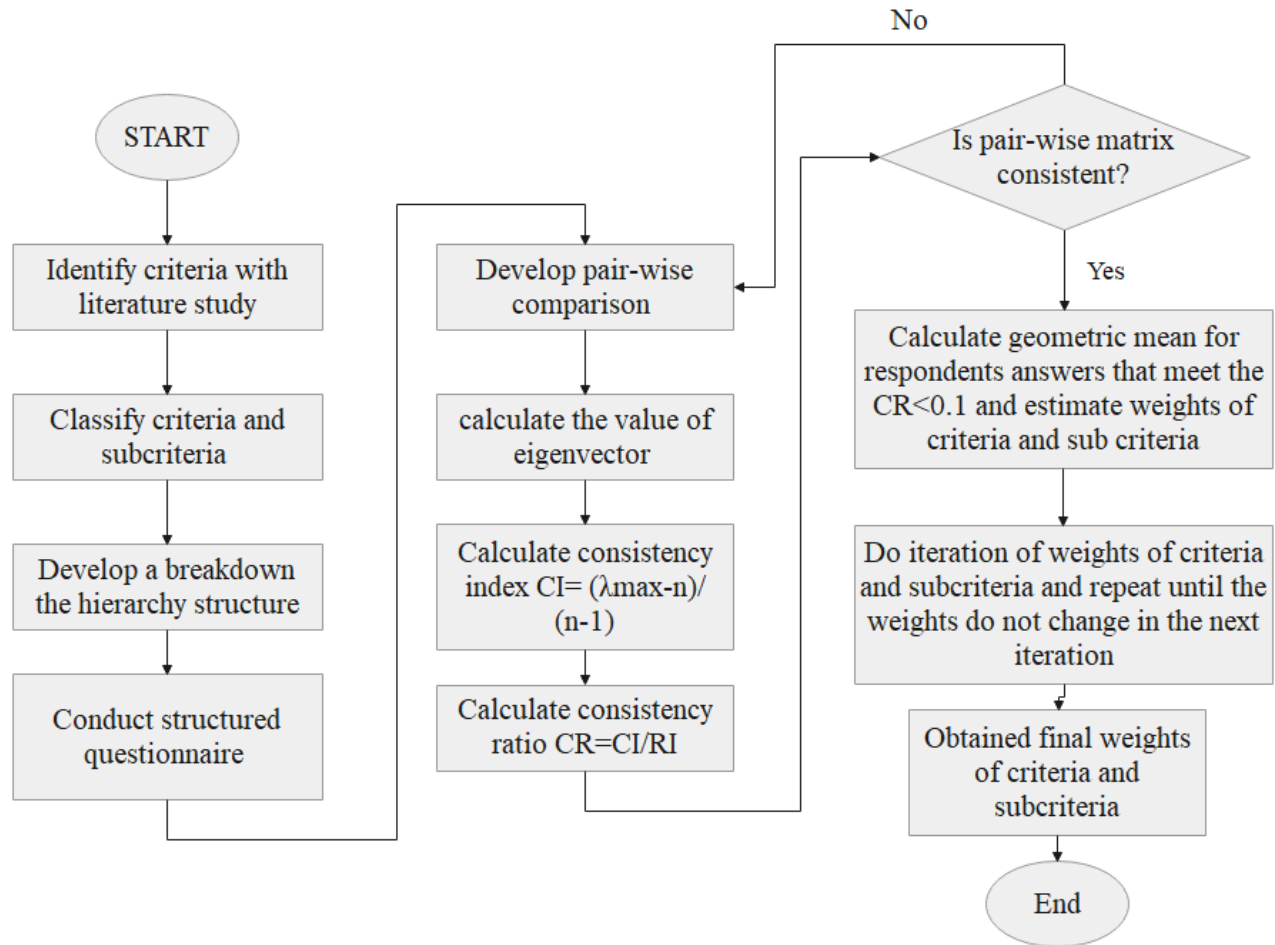 START
Identify criteria with
literature study
Classify criteria and
subcriteria
Develop a breakdown
the hierarchy structure
Conduct structured
questionnaire
Develop pair-wise
comparison
calculate the value of
eigenvector
Calculate consistency
index CI= (λmax-n)/
(n-1)
Calculate consistency
ratio CR=CI/RI
No
Is pair-wise matrix
consistent?
Yes
Calculate geometric mean for
respondents answers that meet the
CR<0.1 and estimate weights of
criteria and sub criteria
Do iteration of weights of criteria
and subcriteria and repeat until the
weights do not change in the next
iteration
Obtained final weights
of criteria and
subcriteria
End